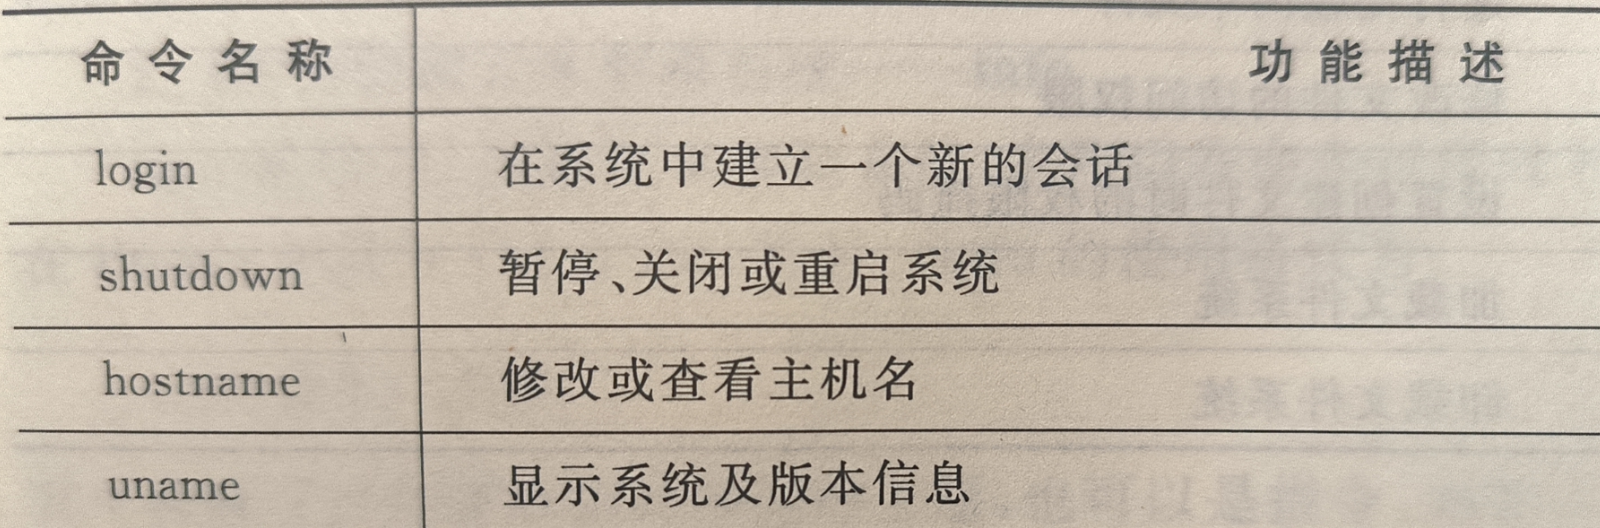 命令名称 功能描述
login 在系统中建立一个新的会话
shutdown 暂停、关闭或重启系统
hostname 修改或查看主机名
uname 显示系统及版本信息